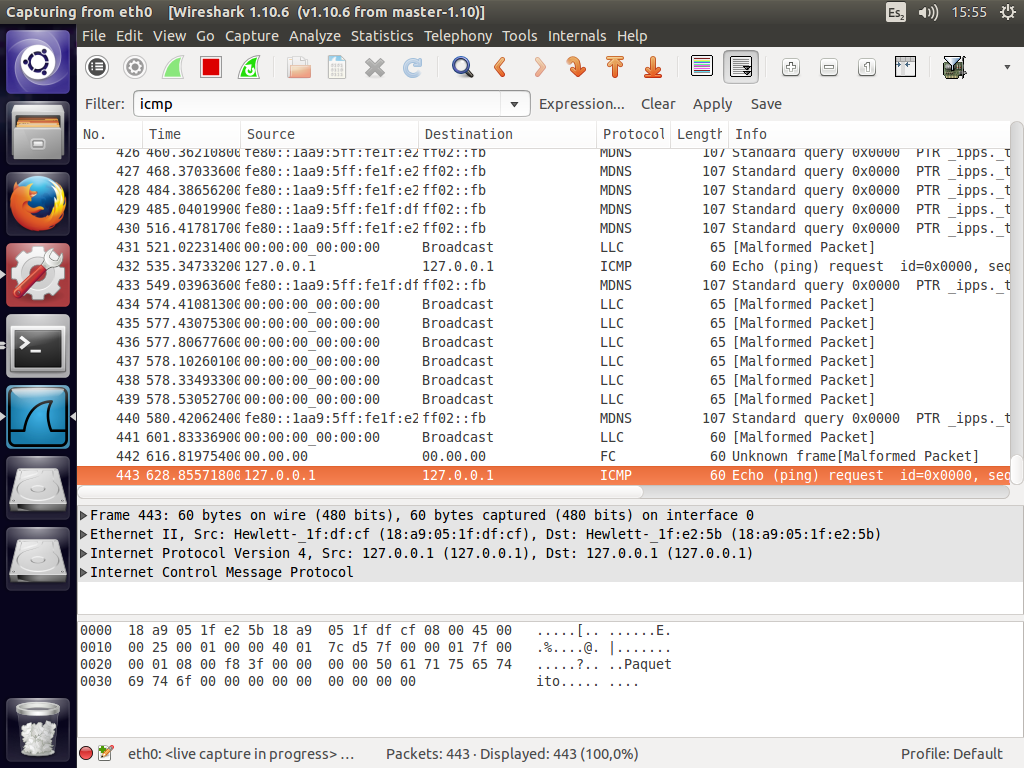 Capturing from eth0   [Wireshark 1.10.6  (v1.10.6 from master-1.10)]   Es2   15:55
File  Edit  View  Go  Capture  Analyze  Statistics  Telephony  Tools  Internals  Help
Filter:  icmp  Expression...  Clear  Apply  Save
No.  Time  Source  Destination  Protocol  Length  Info
426 460.36210800 fe80::1aa9:5ff:fe1f:e2 ff02::fb MDNS 107 Standard query 0x0000  PTR _ipps._t
427 468.37033600 fe80::1aa9:5ff:fe1f:e2 ff02::fb MDNS 107 Standard query 0x0000  PTR _ipps._t
428 484.38656200 fe80::1aa9:5ff:fe1f:e2 ff02::fb MDNS 107 Standard query 0x0000  PTR _ipps._t
429 485.04019900 fe80::1aa9:5ff:fe1f:df ff02::fb MDNS 107 Standard query 0x0000  PTR _ipps._t
430 516.41781700 fe80::1aa9:5ff:fe1f:e2 ff02::fb MDNS 107 Standard query 0x0000  PTR _ipps._t
431 521.02231400 00:00:00_00:00:00 Broadcast LLC 65 [Malformed Packet]
432 535.34733200 127.0.0.1 127.0.0.1 ICMP 60 Echo (ping) request  id=0x0000, seq
433 549.03963600 fe80::1aa9:5ff:fe1f:df ff02::fb MDNS 107 Standard query 0x0000  PTR _ipps._t
434 574.41081300 00:00:00_00:00:00 Broadcast LLC 65 [Malformed Packet]
435 577.43075300 00:00:00_00:00:00 Broadcast LLC 65 [Malformed Packet]
436 577.80677600 00:00:00_00:00:00 Broadcast LLC 65 [Malformed Packet]
437 578.10260100 00:00:00_00:00:00 Broadcast LLC 65 [Malformed Packet]
438 578.33493300 00:00:00_00:00:00 Broadcast LLC 65 [Malformed Packet]
439 578.53052700 00:00:00_00:00:00 Broadcast LLC 65 [Malformed Packet]
440 580.42062400 fe80::1aa9:5ff:fe1f:e2 ff02::fb MDNS 107 Standard query 0x0000  PTR _ipps._t
441 601.83336900 00:00:00_00:00:00 Broadcast LLC 60 [Malformed Packet]
442 616.81975400 00.00.00 00.00.00 FC 60 Unknown frame[Malformed Packet]
443 628.85571800 127.0.0.1 127.0.0.1 ICMP 60 Echo (ping) request  id=0x0000, seq
Frame 443: 60 bytes on wire (480 bits), 60 bytes captured (480 bits) on interface 0
Ethernet II, Src: Hewlett-_1f:df:cf (18:a9:05:1f:df:cf), Dst: Hewlett-_1f:e2:5b (18:a9:05:1f:e2:5b)
Internet Protocol Version 4, Src: 127.0.0.1 (127.0.0.1), Dst: 127.0.0.1 (127.0.0.1)
Internet Control Message Protocol
0000  18 a9 05 1f e2 5b 18 a9  05 1f df cf 08 00 45 00   .....[.. ......E.
0010  00 25 00 01 00 00 40 01  7c d5 7f 00 00 01 7f 00   .%....@. |.......
0020  00 01 08 00 f8 3f 00 00  00 00 50 61 71 75 65 74   .....?.. ..Paquet
0030  69 74 6f 00 00 00 00 00  00 00 00 00   ito..... ....
eth0: <live capture in progress> ...  Packets: 443 · Displayed: 443 (100,0%)  Profile: Default